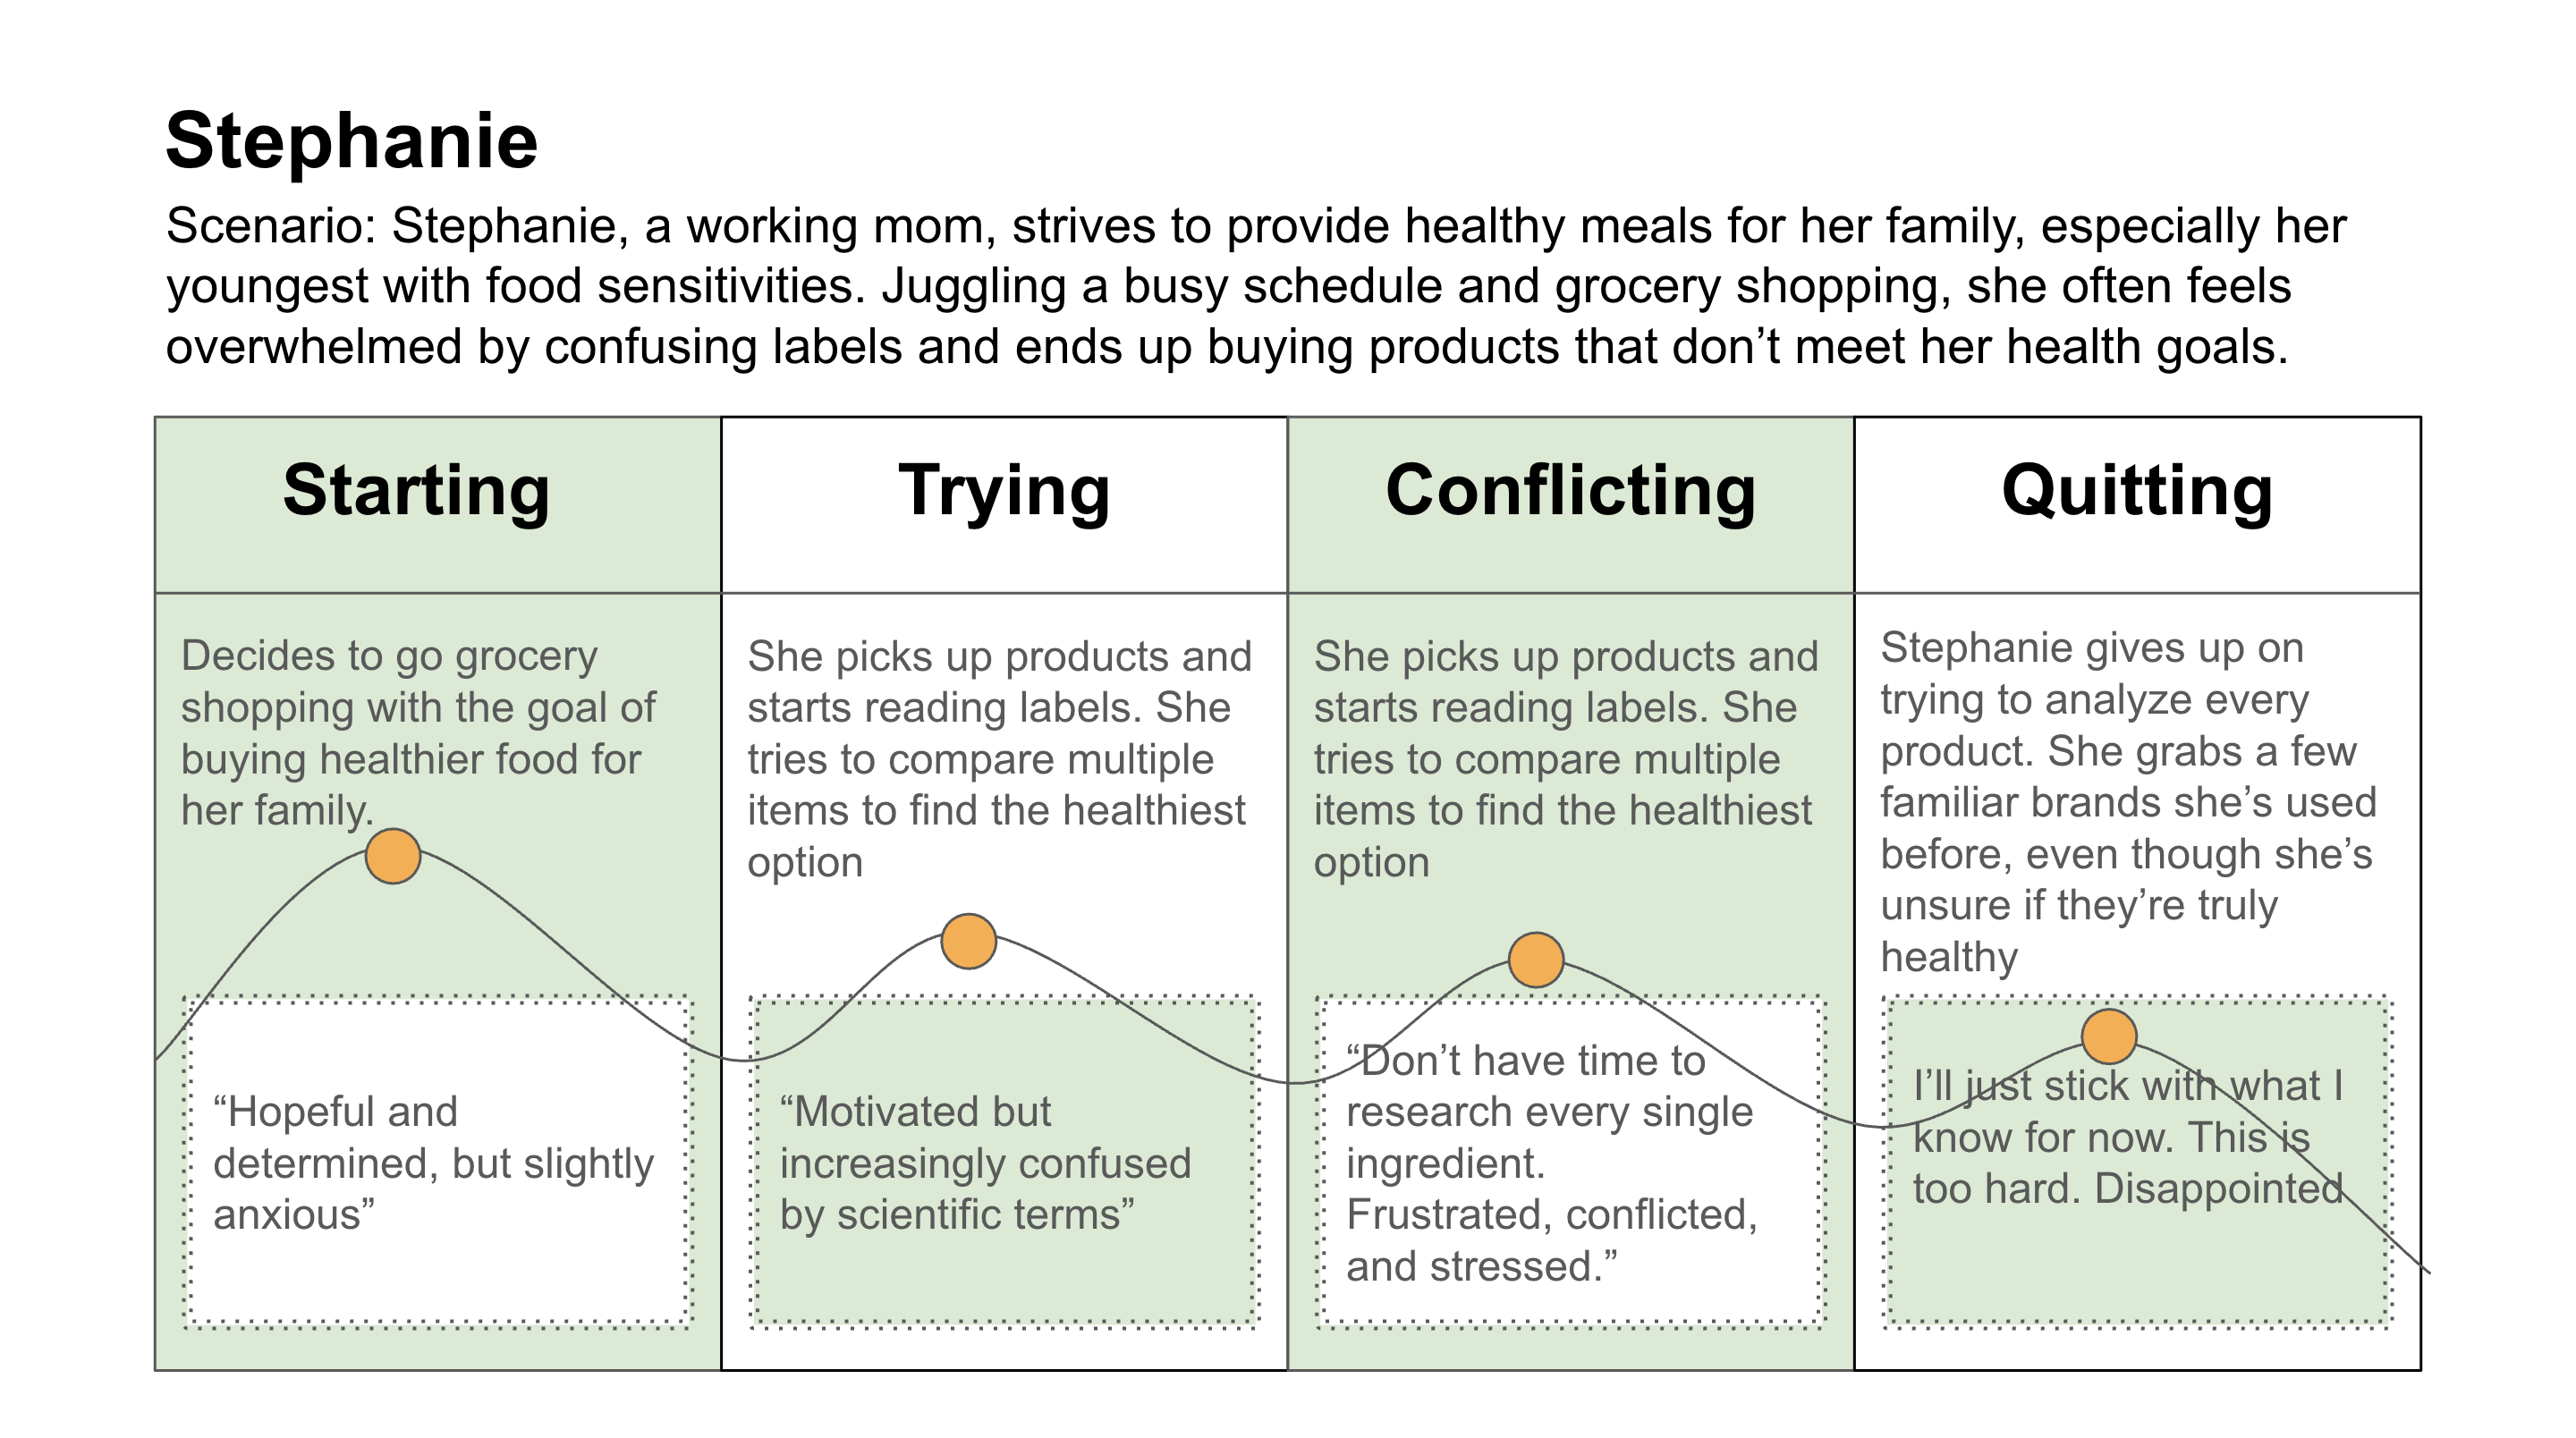 Stephanie
Scenario: Stephanie, a working mom, strives to provide healthy meals for her family, especially her
youngest with food sensitivities. Juggling a busy schedule and grocery shopping, she often feels
overwhelmed by confusing labels and ends up buying products that don’t meet her health goals.
Starting
Decides to go grocery
shopping with the goal of
buying healthier food for
her family.
“Hopeful and
determined, but slightly
anxious”
Trying
She picks up products and
starts reading labels. She
tries to compare multiple
items to find the healthiest
option
“Motivated but
increasingly confused
by scientific terms”
Conflicting
She picks up products and
starts reading labels. She
tries to compare multiple
items to find the healthiest
option
“Don’t have time to
research every single
ingredient.
Frustrated, conflicted,
and stressed.”
Quitting
Stephanie gives up on
trying to analyze every
product. She grabs a few
familiar brands she’s used
before, even though she’s
unsure if they’re truly
healthy
I’ll just stick with what I
know for now. This is
too hard. Disappointed